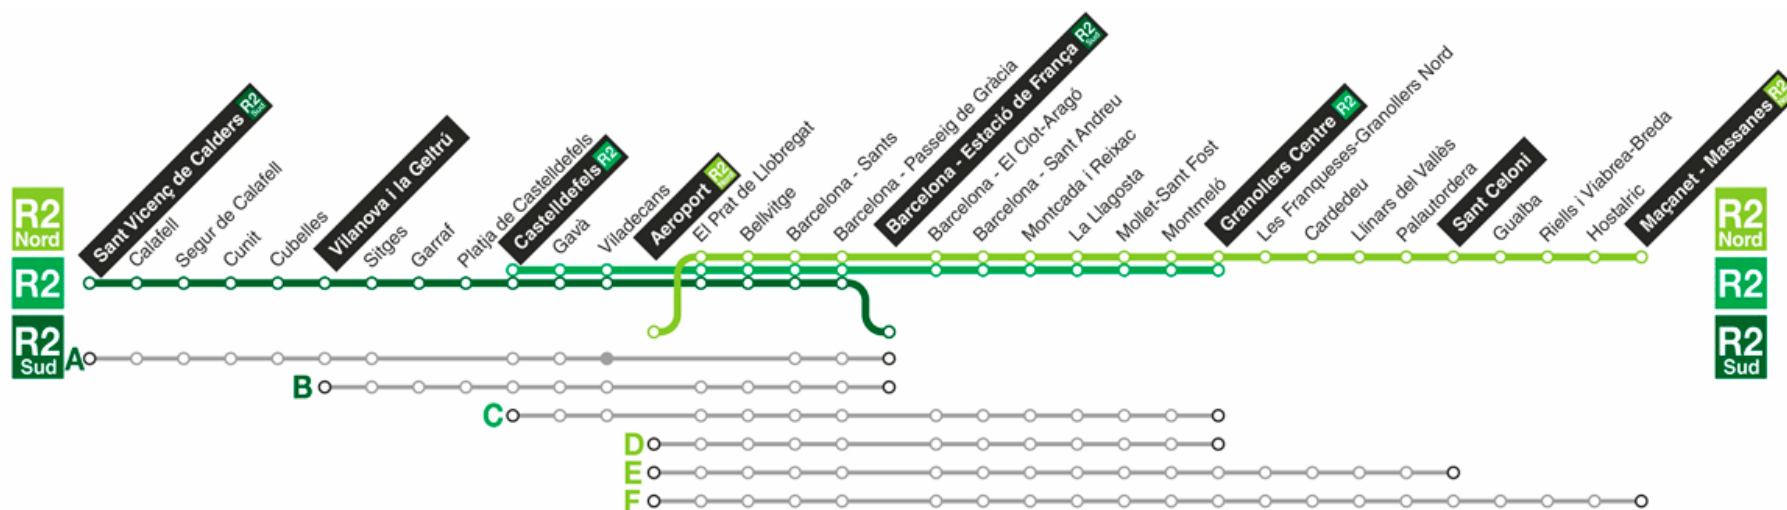 Sant Vicenç de Calders R2 Sud
Calafell
Segur de Calafell
Cunit
Cubelles
Vilanova i la Geltrú
Sitges
Garraf
Platja de Castelldefels
Castelldefels R2
Gavà
Viladecans
Aeroport R2 Nord
El Prat de Llobregat
Bellvitge
Barcelona - Sants
Barcelona - Passeig de Gràcia
Barcelona - Estació de França R2 Sud
Barcelona - El Clot-Aragó
Barcelona - Sant Andreu
Montcada i Reixac
La Llagosta
Mollet-Sant Fost
Montmeló
Granollers Centre R2
Les Franqueses-Granollers Nord
Cardedeu
Llinars del Vallès
Palautordera
Sant Celoni
Gualba
Riells i Viabrea-Breda
Hostalric
Maçanet - Massanes R2 Nord
R2
Nord
R2
R2
Sud
R2
Nord
R2
R2
Sud
A
B
C
D
E
F